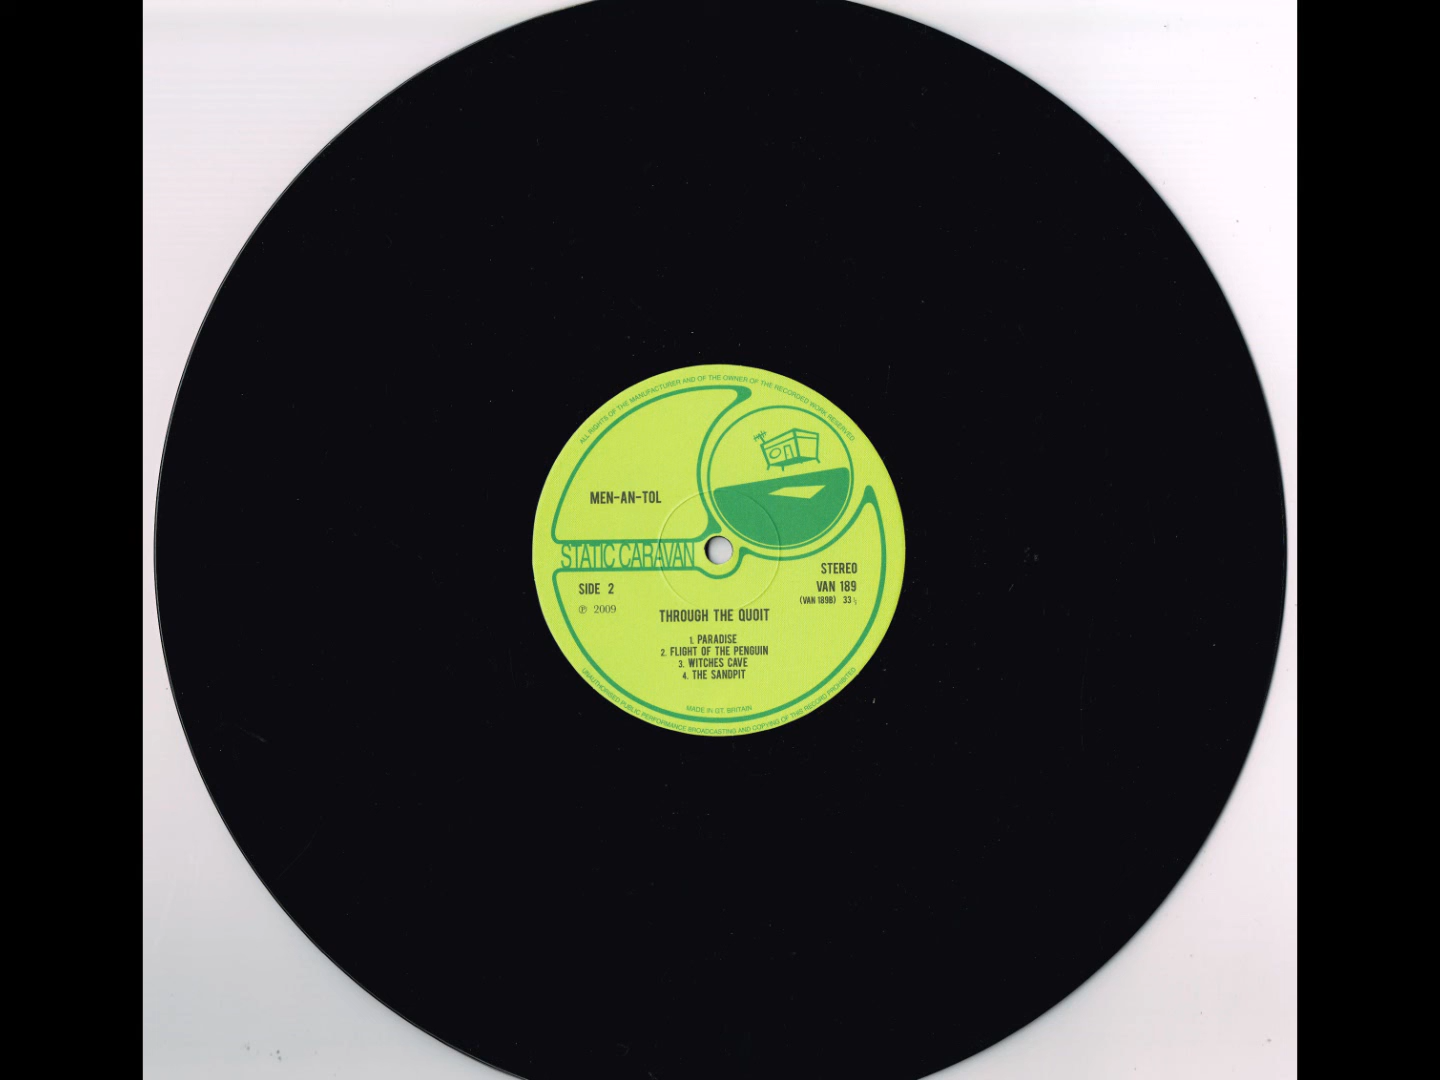 ALL RIGHTS OF THE MANUFACTURER AND OF THE OWNER OF THE RECORDED WORK RESERVED
MEN-AN-TOL
STATIC CARAVAN
STEREO
SIDE 2
VAN 189
℗ 2009
(VAN 189B) 33 ⅓
THROUGH THE QUOIT
1. PARADISE
2. FLIGHT OF THE PENGUIN
3. WITCHES CAVE
4. THE SANDPIT
MADE IN GT. BRITAIN
UNAUTHORISED PUBLIC PERFORMANCE BROADCASTING AND COPYING OF THIS RECORD PROHIBITED